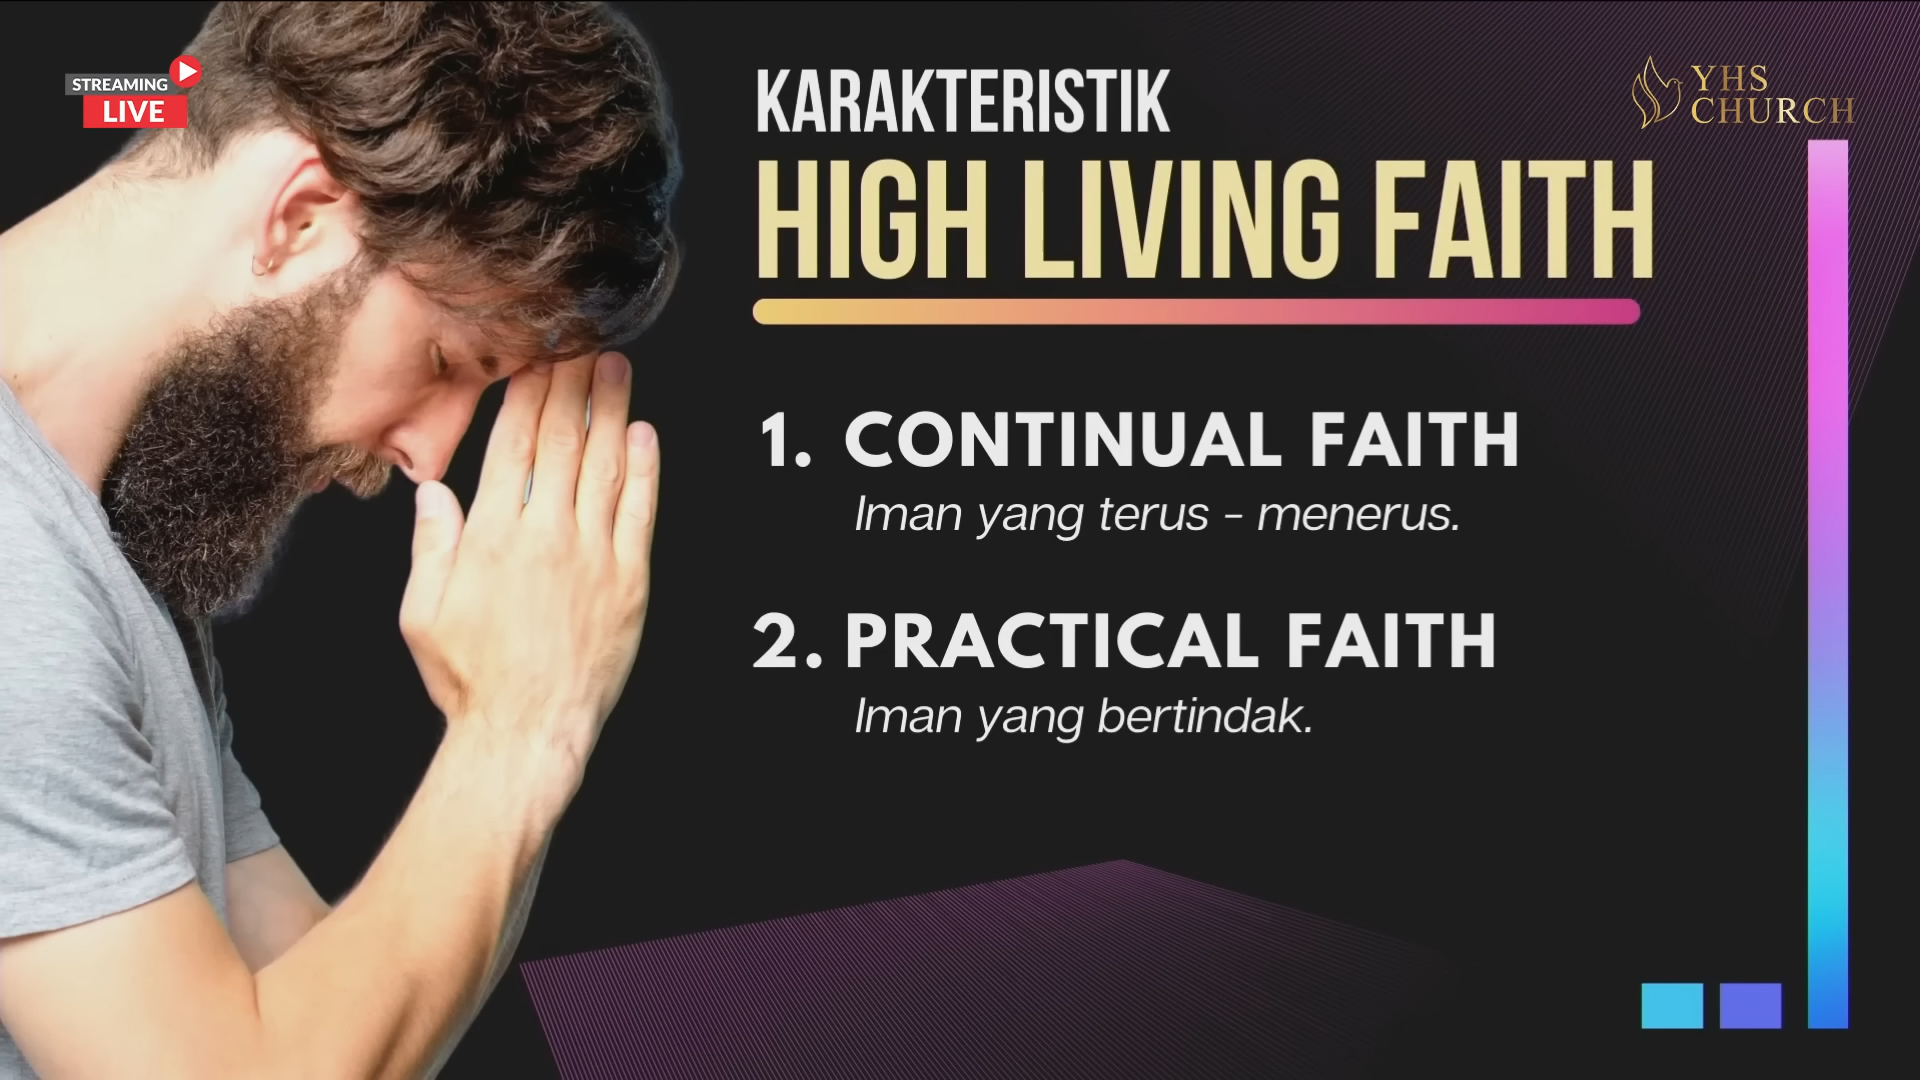 STREAMING
LIVE
YHS
CHURCH
KARAKTERISTIK
HIGH LIVING FAITH
1. CONTINUAL FAITH
Iman yang terus - menerus.
2. PRACTICAL FAITH
Iman yang bertindak.